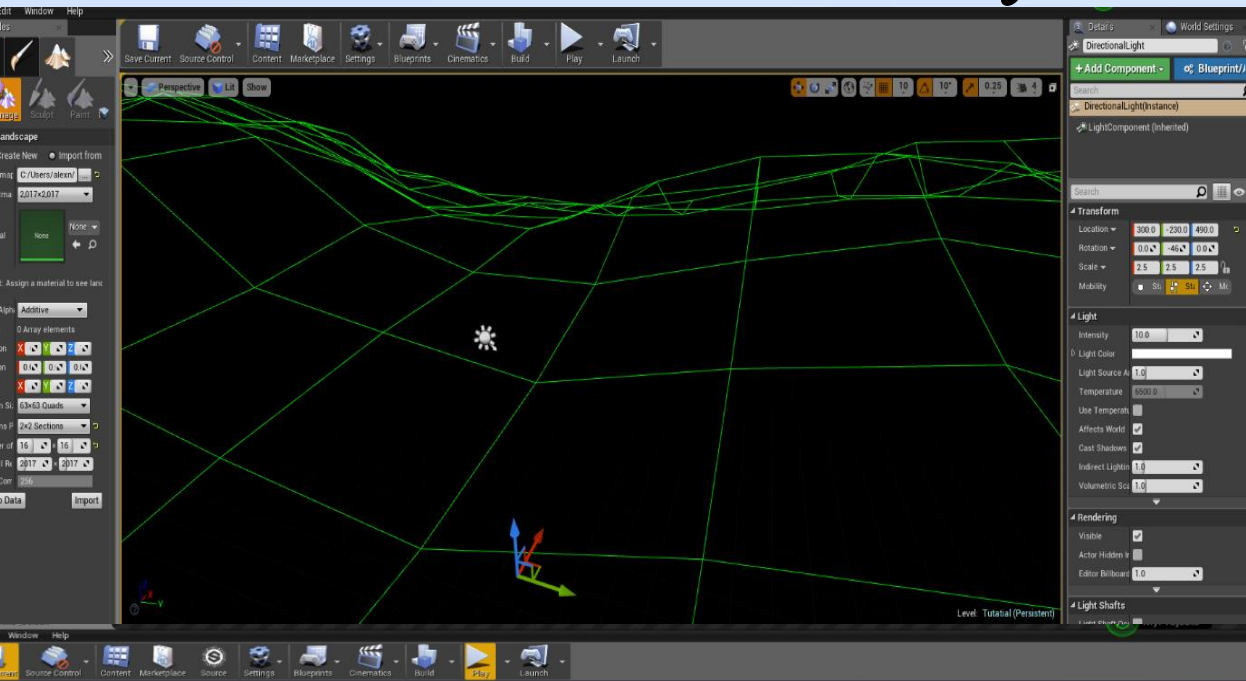 Edit Window Help
Details World Settings
Save Current Source Control Content Marketplace Settings Blueprints Cinematics Build Play Launch
DirectionalLight
+Add Component Blueprint/
Perspective Lit Show
10 10° 0.25 4
Search
DirectionalLight(Instance)
Sculpt Paint
LightComponent (Inherited)
Create New Import from
C:/Users/alexn/ ...
2,017×2,017
Search
None None
Transform
Location 300.0 -230.0 490.0
Rotation 0.0 -46. 0.0
Scale 2.5 2.5 2.5
Assign a material to see
Mobility
Additive
0 Array elements
Light
X Y Z
Intensity 10.0
Light Color
X Y Z
Light Source 1.0
63×63 Quads
Temperature 6500.0
2×2 Sections
Use
16 × 16
Affects World
2017 × 2017
Cast Shadows
256
Indirect 1.0
Data Import
Volumetric 1.0
Rendering
Visible
Actor Hidden
Editor Billboard 1.0
Level: Tutatial (Persistent)
Light Shafts
Window Help
Source Control Content Marketplace Source Settings Blueprints Cinematics Build Play Launch